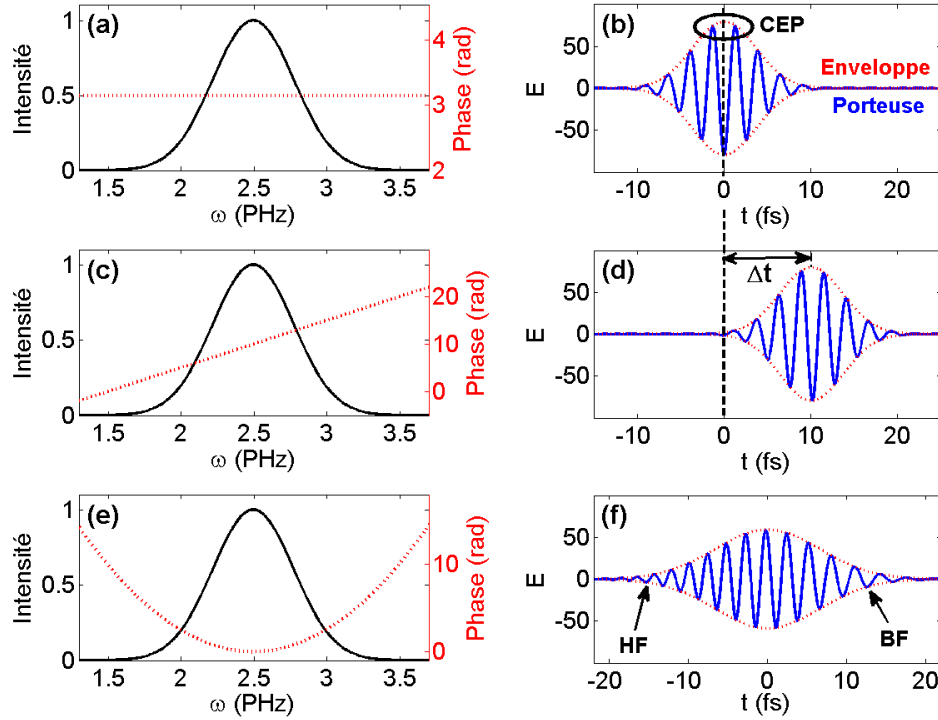 (a)
Intensité
1
0.5
0
4
3
2
Phase (rad)
1.5 2 2.5 3 3.5
ω (PHz)
(b)
CEP
Enveloppe
Porteuse
E
50
0
-50
-10 0 10 20
t (fs)
(c)
Intensité
1
0.5
0
20
10
0
Phase (rad)
1.5 2 2.5 3 3.5
ω (PHz)
(d)
Δt
E
50
0
-50
-10 0 10 20
t (fs)
(e)
Intensité
1
0.5
0
10
0
Phase (rad)
1.5 2 2.5 3 3.5
ω (PHz)
(f)
HF
BF
E
50
0
-50
-20 -10 0 10 20
t (fs)